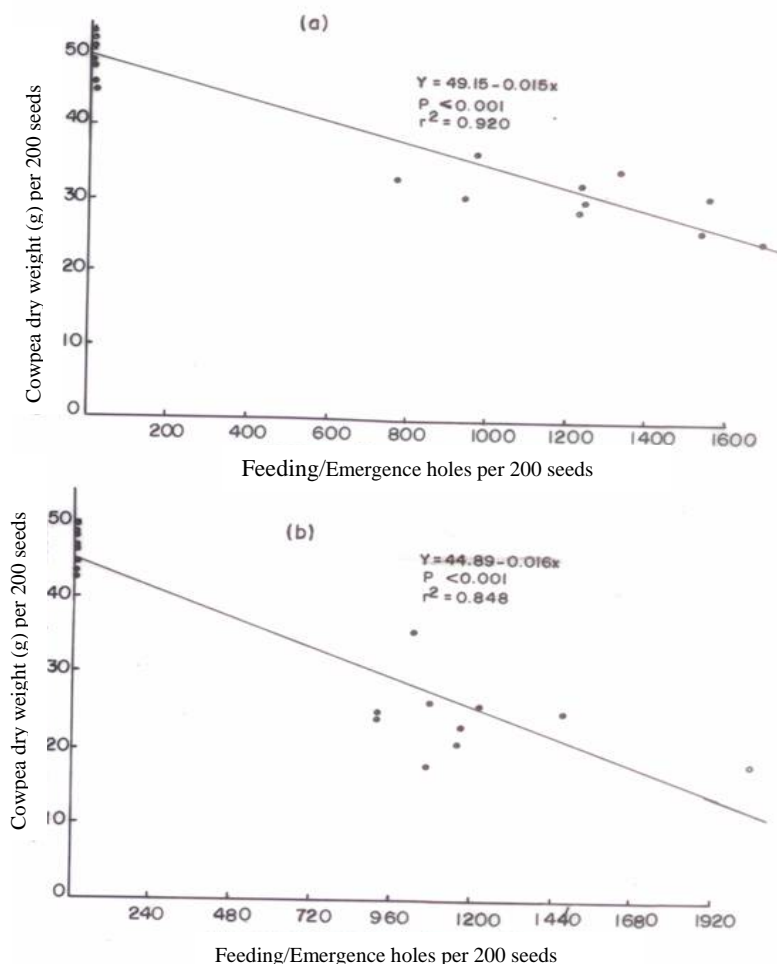 (a)
Cowpea dry weight (g) per 200 seeds
50
40
30
20
10
0
Y = 49.15-0.015x
P <0.001
r² = 0.920
200 400 600 800 1000 1200 1400 1600
Feeding/Emergence holes per 200 seeds
(b)
Cowpea dry weight (g) per 200 seeds
50
40
30
20
10
0
Y=44.89-0.016x
P <0.001
r² = 0.848
240 480 720 960 1200 1440 1680 1920
Feeding/Emergence holes per 200 seeds